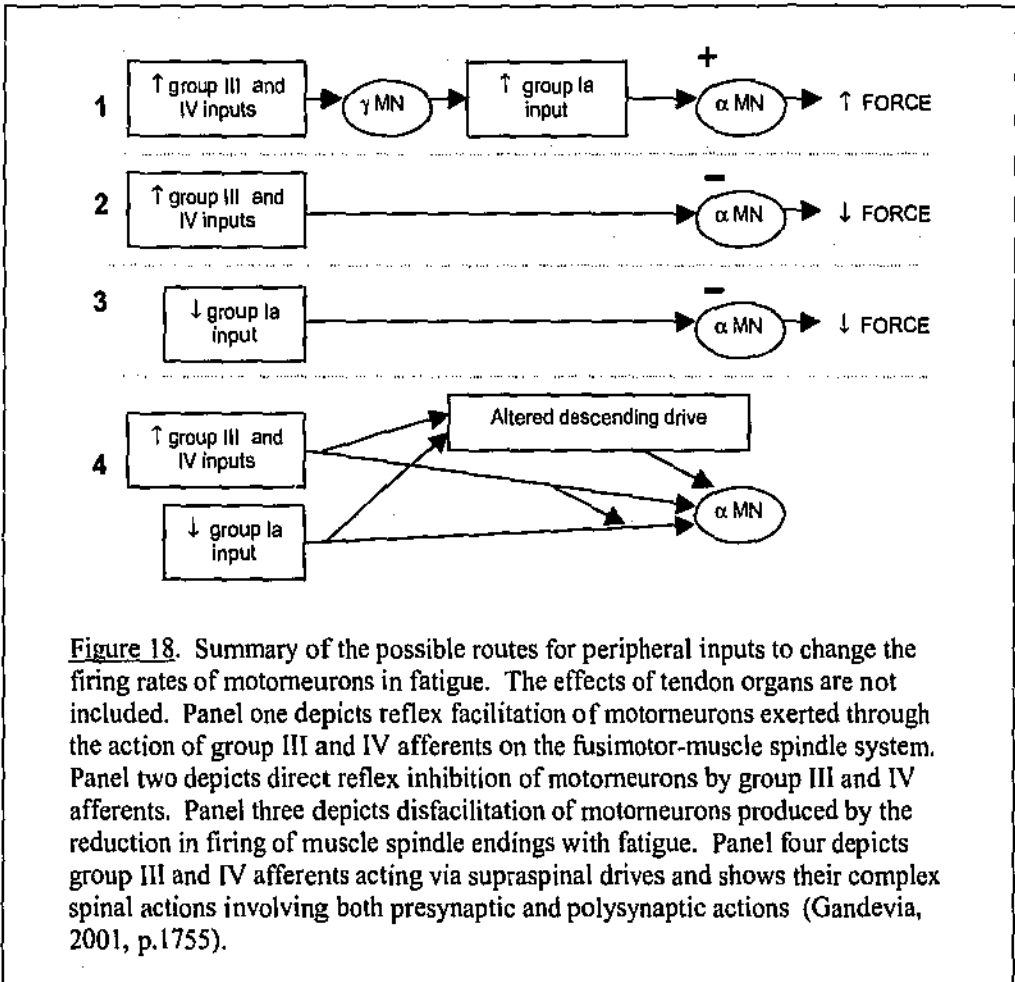 1
↑ group III and
IV inputs
γ MN
↑ group Ia
input
+
α MN
↑ FORCE
2
↑ group III and
IV inputs
–
α MN
↓ FORCE
3
↓ group Ia
input
–
α MN
↓ FORCE
4
↑ group III and
IV inputs
Altered descending drive
↓ group Ia
input
α MN
Figure 18. Summary of the possible routes for peripheral inputs to change the
firing rates of motorneurons in fatigue. The effects of tendon organs are not
included. Panel one depicts reflex facilitation of motorneurons exerted through
the action of group III and IV afferents on the fusimotor-muscle spindle system.
Panel two depicts direct reflex inhibition of motorneurons by group III and IV
afferents. Panel three depicts disfacilitation of motorneurons produced by the
reduction in firing of muscle spindle endings with fatigue. Panel four depicts
group III and IV afferents acting via supraspinal drives and shows their complex
spinal actions involving both presynaptic and polysynaptic actions (Gandevia,
2001, p.1755).